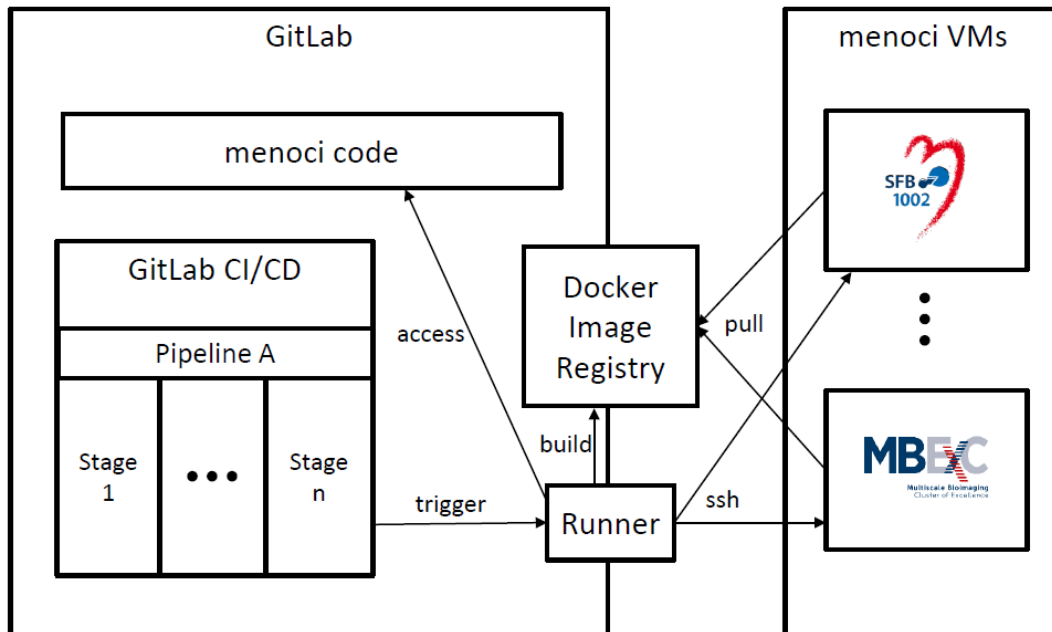 GitLab
menoci VMs
menoci code
SFB
1002
GitLab CI/CD
Docker
Image
Registry
access
pull
Pipeline A
build
Stage
1
•••
Stage
n
trigger
Runner
ssh
MBExC
Multiscale Bioimaging
Cluster of Excellence